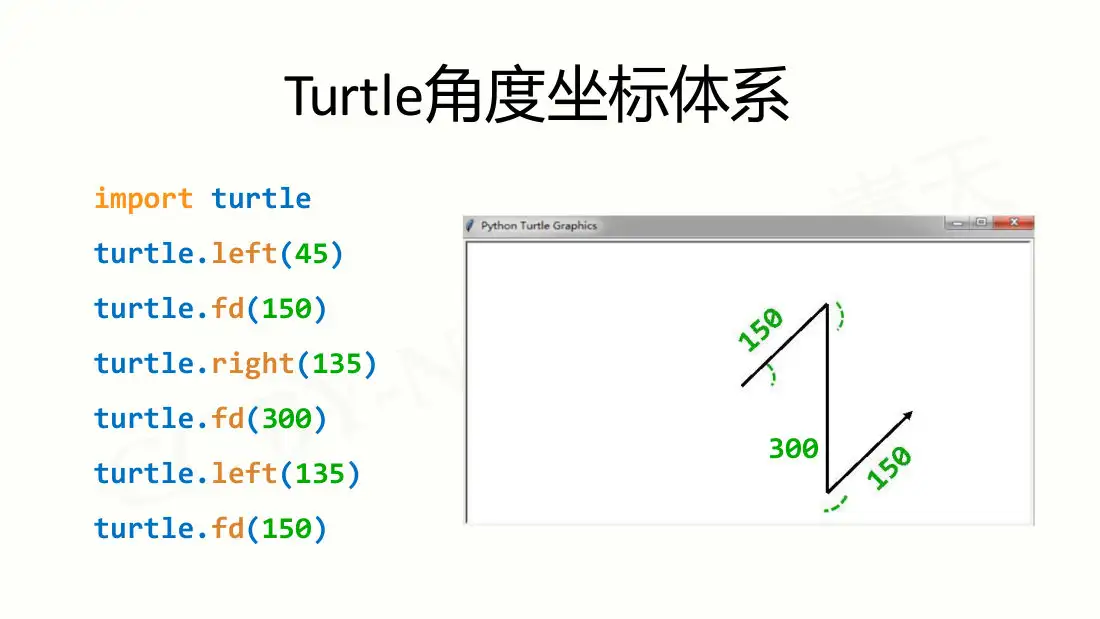 Turtle角度坐标体系
import turtle
turtle.left(45)
turtle.fd(150)
turtle.right(135)
turtle.fd(300)
turtle.left(135)
turtle.fd(150)
Python Turtle Graphics
150
300
150